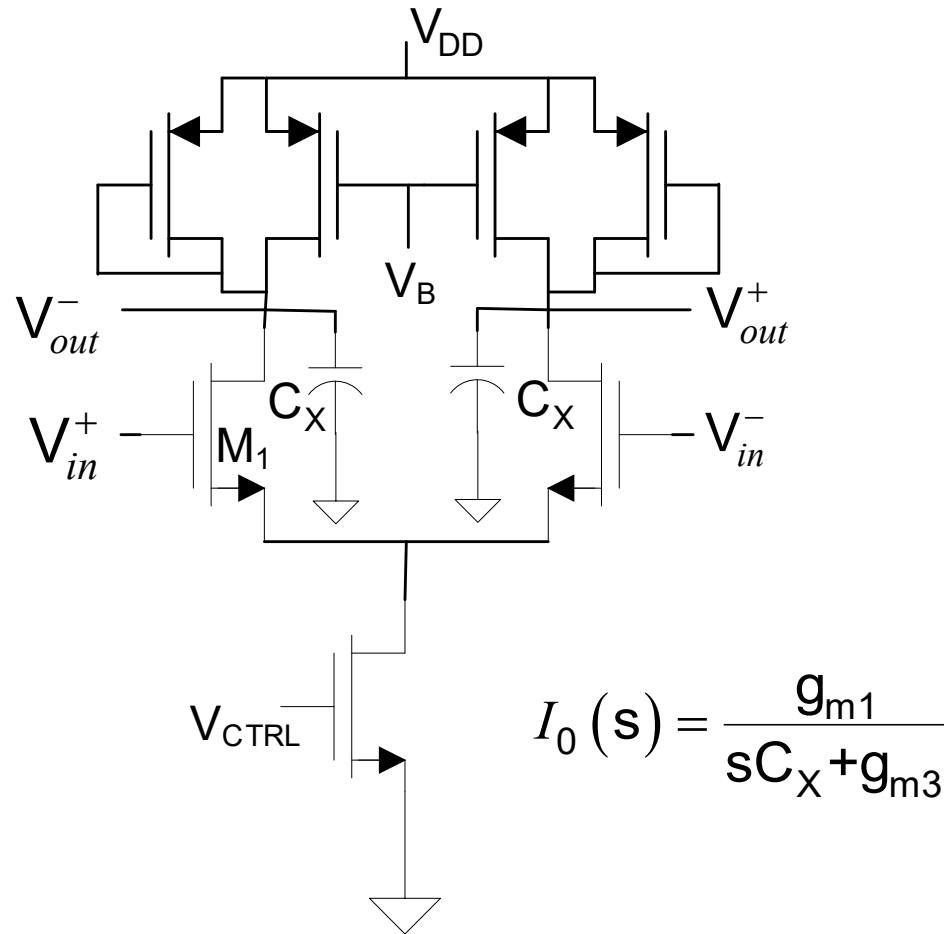 V_DD
V_B
V_out^-
V_out^+
C_X
C_X
V_in^+
M_1
V_in^-
V_CTRL
I_0 (s) = g_m1 / sC_X+g_m3